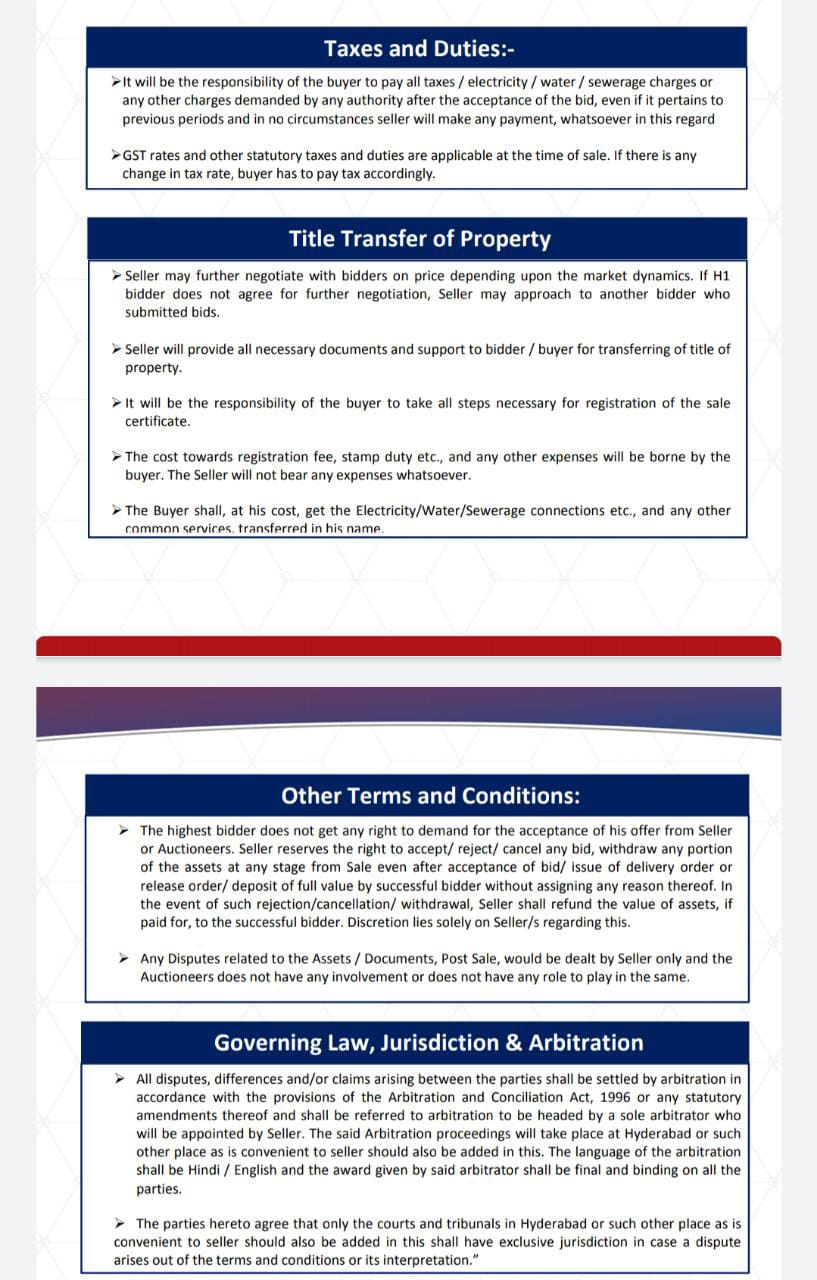 Taxes and Duties:-
➢It will be the responsibility of the buyer to pay all taxes / electricity / water / sewerage charges or
any other charges demanded by any authority after the acceptance of the bid, even if it pertains to
previous periods and in no circumstances seller will make any payment, whatsoever in this regard
➢GST rates and other statutory taxes and duties are applicable at the time of sale. If there is any
change in tax rate, buyer has to pay tax accordingly.
Title Transfer of Property
➢Seller may further negotiate with bidders on price depending upon the market dynamics. If H1
bidder does not agree for further negotiation, Seller may approach to another bidder who
submitted bids.
➢Seller will provide all necessary documents and support to bidder / buyer for transferring of title of
property.
➢It will be the responsibility of the buyer to take all steps necessary for registration of the sale
certificate.
➢The cost towards registration fee, stamp duty etc., and any other expenses will be borne by the
buyer. The Seller will not bear any expenses whatsoever.
➢The Buyer shall, at his cost, get the Electricity/Water/Sewerage connections etc., and any other
common services, transferred in his name.
Other Terms and Conditions:
➢ The highest bidder does not get any right to demand for the acceptance of his offer from Seller
or Auctioneers. Seller reserves the right to accept/ reject/ cancel any bid, withdraw any portion
of the assets at any stage from Sale even after acceptance of bid/ issue of delivery order or
release order/ deposit of full value by successful bidder without assigning any reason thereof. In
the event of such rejection/cancellation/ withdrawal, Seller shall refund the value of assets, if
paid for, to the successful bidder. Discretion lies solely on Seller/s regarding this.
➢ Any Disputes related to the Assets / Documents, Post Sale, would be dealt by Seller only and the
Auctioneers does not have any involvement or does not have any role to play in the same.
Governing Law, Jurisdiction & Arbitration
➢ All disputes, differences and/or claims arising between the parties shall be settled by arbitration in
accordance with the provisions of the Arbitration and Conciliation Act, 1996 or any statutory
amendments thereof and shall be referred to arbitration to be headed by a sole arbitrator who
will be appointed by Seller. The said Arbitration proceedings will take place at Hyderabad or such
other place as is convenient to seller should also be added in this. The language of the arbitration
shall be Hindi / English and the award given by said arbitrator shall be final and binding on all the
parties.
➢ The parties hereto agree that only the courts and tribunals in Hyderabad or such other place as is
convenient to seller should also be added in this shall have exclusive jurisdiction in case a dispute
arises out of the terms and conditions or its interpretation.”